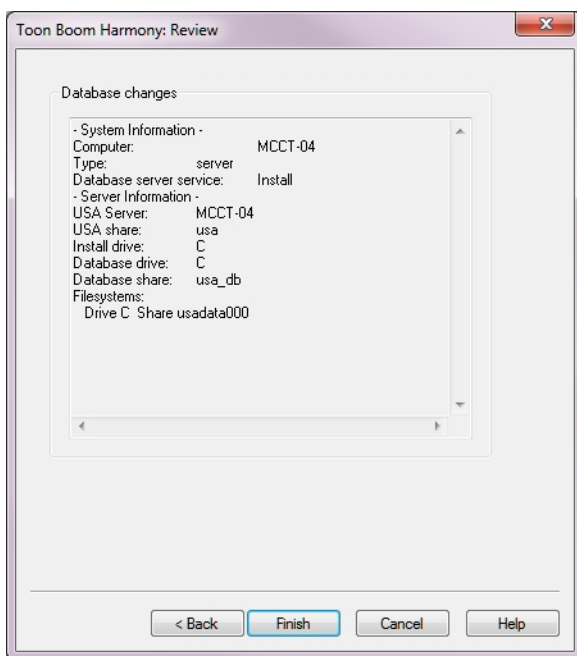 Toon Boom Harmony: Review
Database changes
- System Information -
Computer: MCCT-04
Type: server
Database server service: Install
- Server Information -
USA Server: MCCT-04
USA share: usa
Install drive: C
Database drive: C
Database share: usa_db
Filesystems:
Drive C Share usadata000
< Back Finish Cancel Help